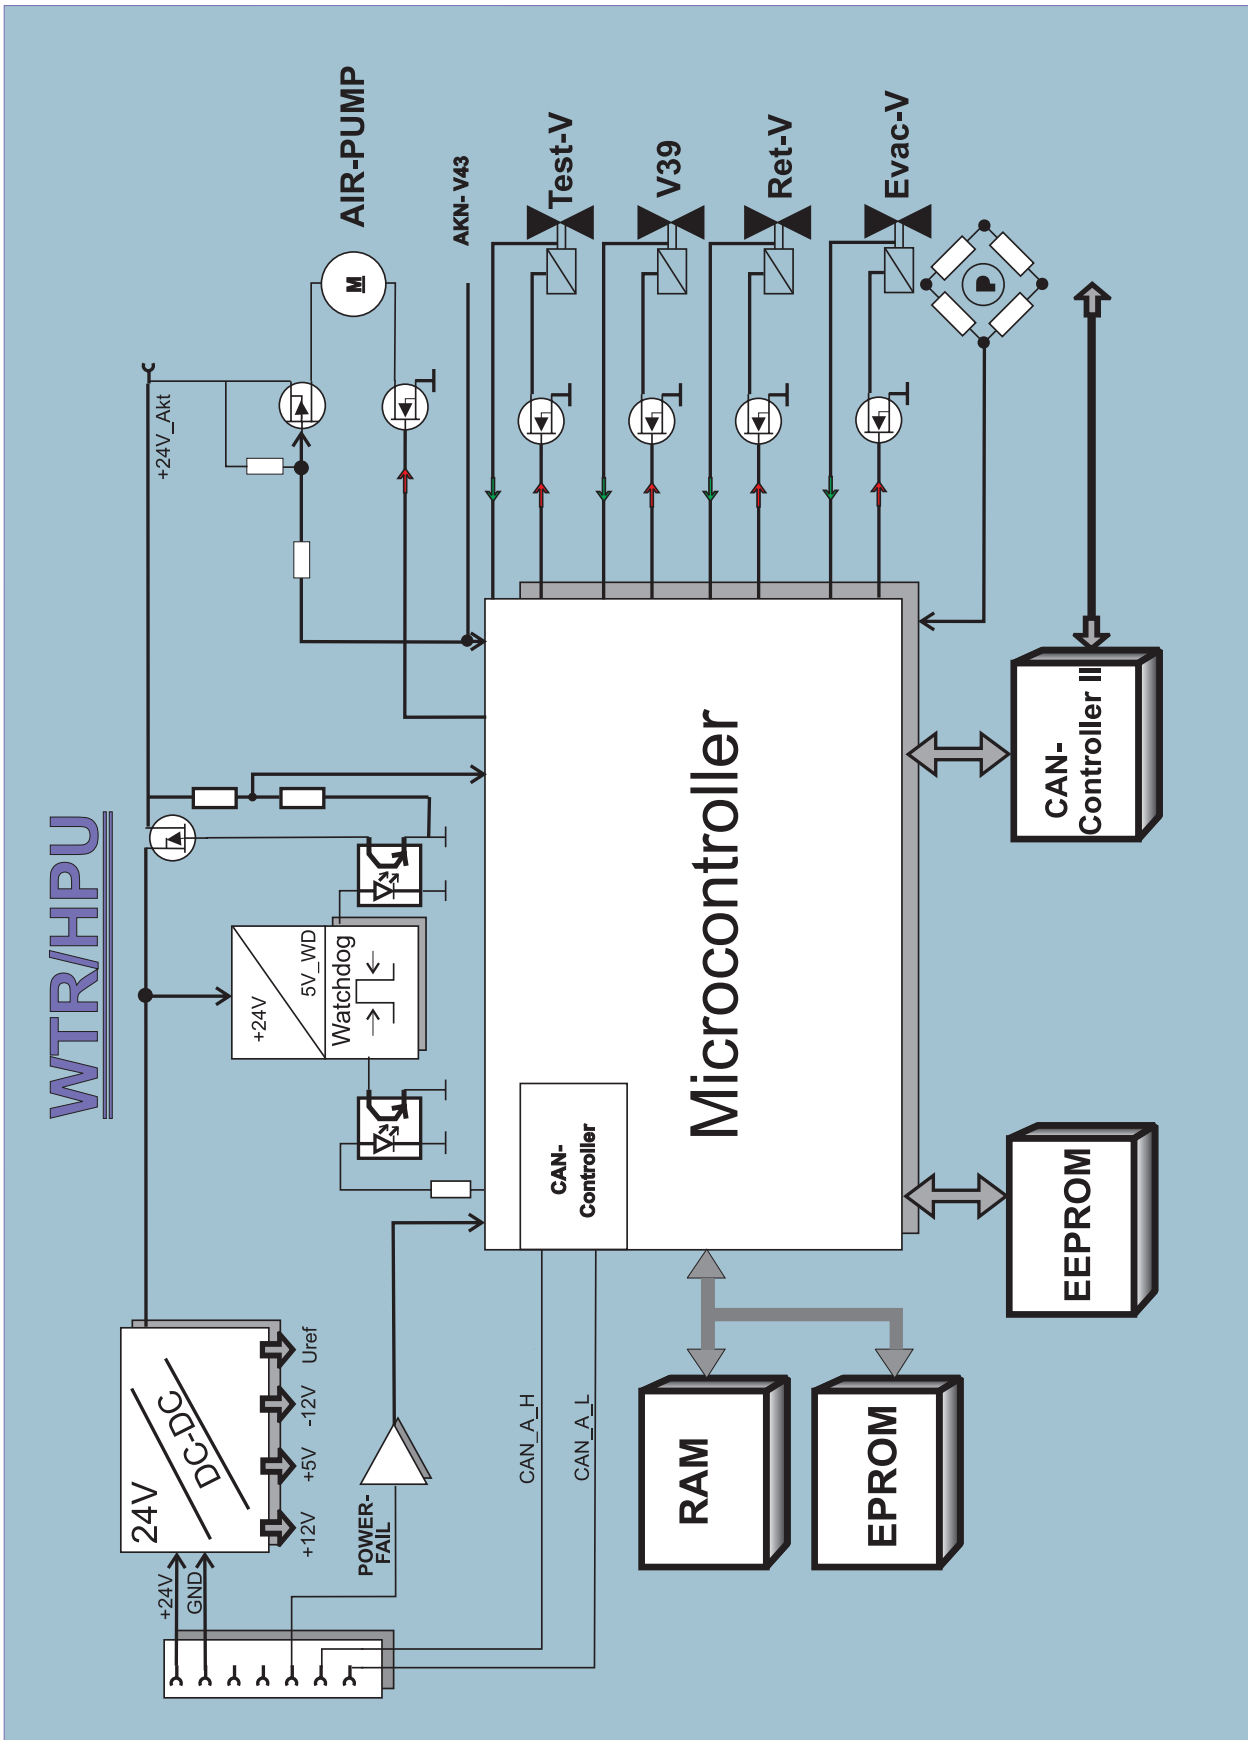 WTR/HPU
+24V
GND
24V
DC-DC
+12V
+5V
-12V
Uref
POWER-
FAIL
+24V
5V_WD
Watchdog
+24V_Akt
M
AIR-PUMP
AKN- V43
Test-V
V39
Ret-V
Evac-V
P
CAN_A_H
CAN_A_L
CAN-
Controller
Microcontroller
RAM
EPROM
EEPROM
CAN-
Controller II